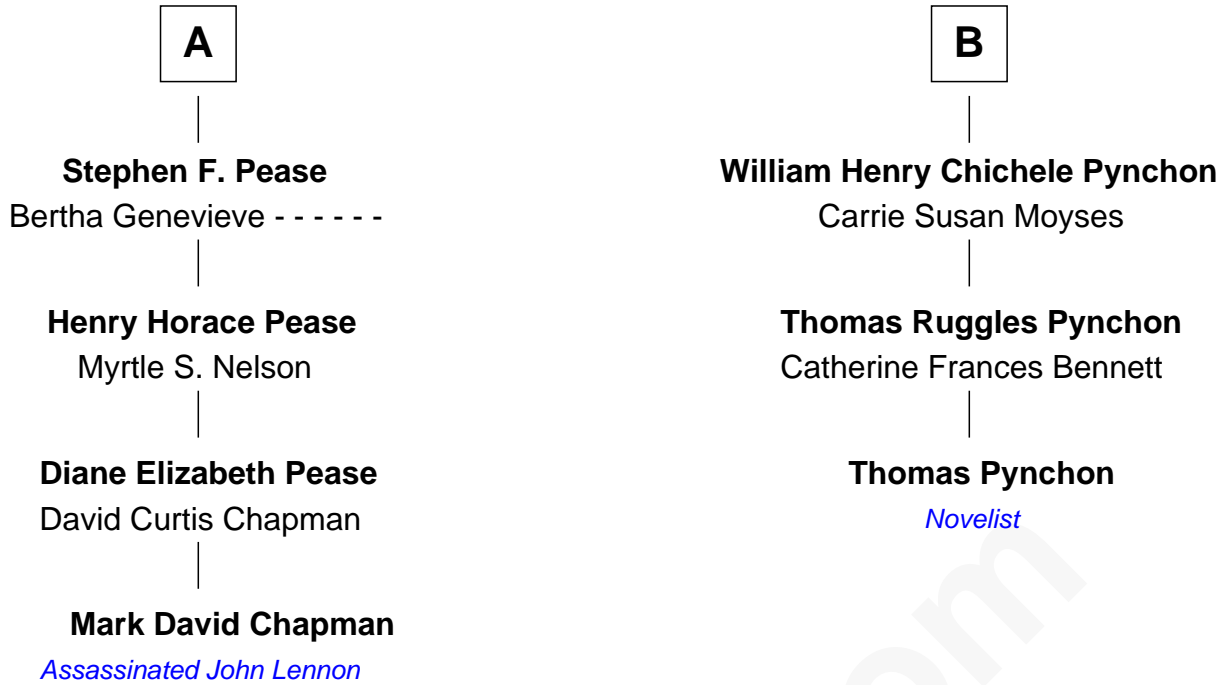 A
Stephen F. Pease
Bertha Genevieve - - - - - -
Henry Horace Pease
Myrtle S. Nelson
Diane Elizabeth Pease
David Curtis Chapman
Mark David Chapman
Assassinated John Lennon
B
William Henry Chichele Pynchon
Carrie Susan Moyses
Thomas Ruggles Pynchon
Catherine Frances Bennett
Thomas Pynchon
Novelist
om